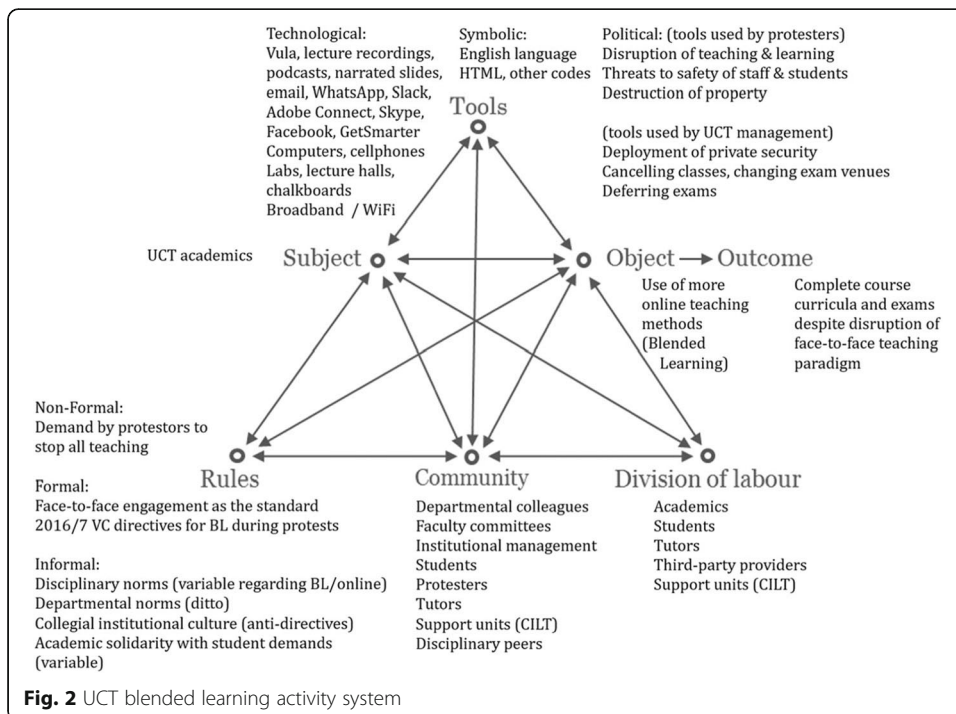 Technological:
Vula, lecture recordings,
podcasts, narrated slides,
email, WhatsApp, Slack,
Adobe Connect, Skype,
Facebook, GetSmarter
Computers, cellphones
Labs, lecture halls,
chalkboards
Broadband / WiFi
Symbolic:
English language
HTML, other codes
Tools
Political: (tools used by protesters)
Disruption of teaching & learning
Threats to safety of staff & students
Destruction of property
(tools used by UCT management)
Deployment of private security
Cancelling classes, changing exam venues
Deferring exams
UCT academics
Subject
Object
Outcome
Use of more
online teaching
methods
(Blended
Learning)
Complete course
curricula and exams
despite disruption of
face-to-face teaching
paradigm
Non-Formal:
Demand by protestors to
stop all teaching
Rules
Formal:
Face-to-face engagement as the standard
2016/7 VC directives for BL during protests
Informal:
Disciplinary norms (variable regarding BL/online)
Departmental norms (ditto)
Collegial institutional culture (anti-directives)
Academic solidarity with student demands
(variable)
Community
Departmental colleagues
Faculty committees
Institutional management
Students
Protesters
Tutors
Support units (CILT)
Disciplinary peers
Division of labour
Academics
Students
Tutors
Third-party providers
Support units (CILT)
Fig. 2 UCT blended learning activity system